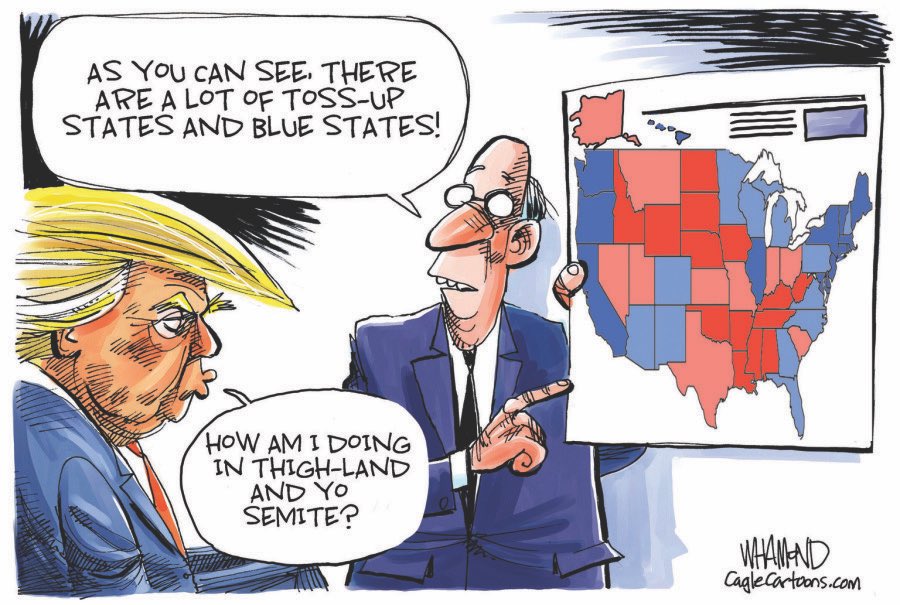 AS YOU CAN SEE, THERE
ARE A LOT OF TOSS-UP
STATES AND BLUE STATES!
HOW AM I DOING
IN THIGH-LAND
AND YO
SEMITE?
WHAMOND
CagleCartoons.com